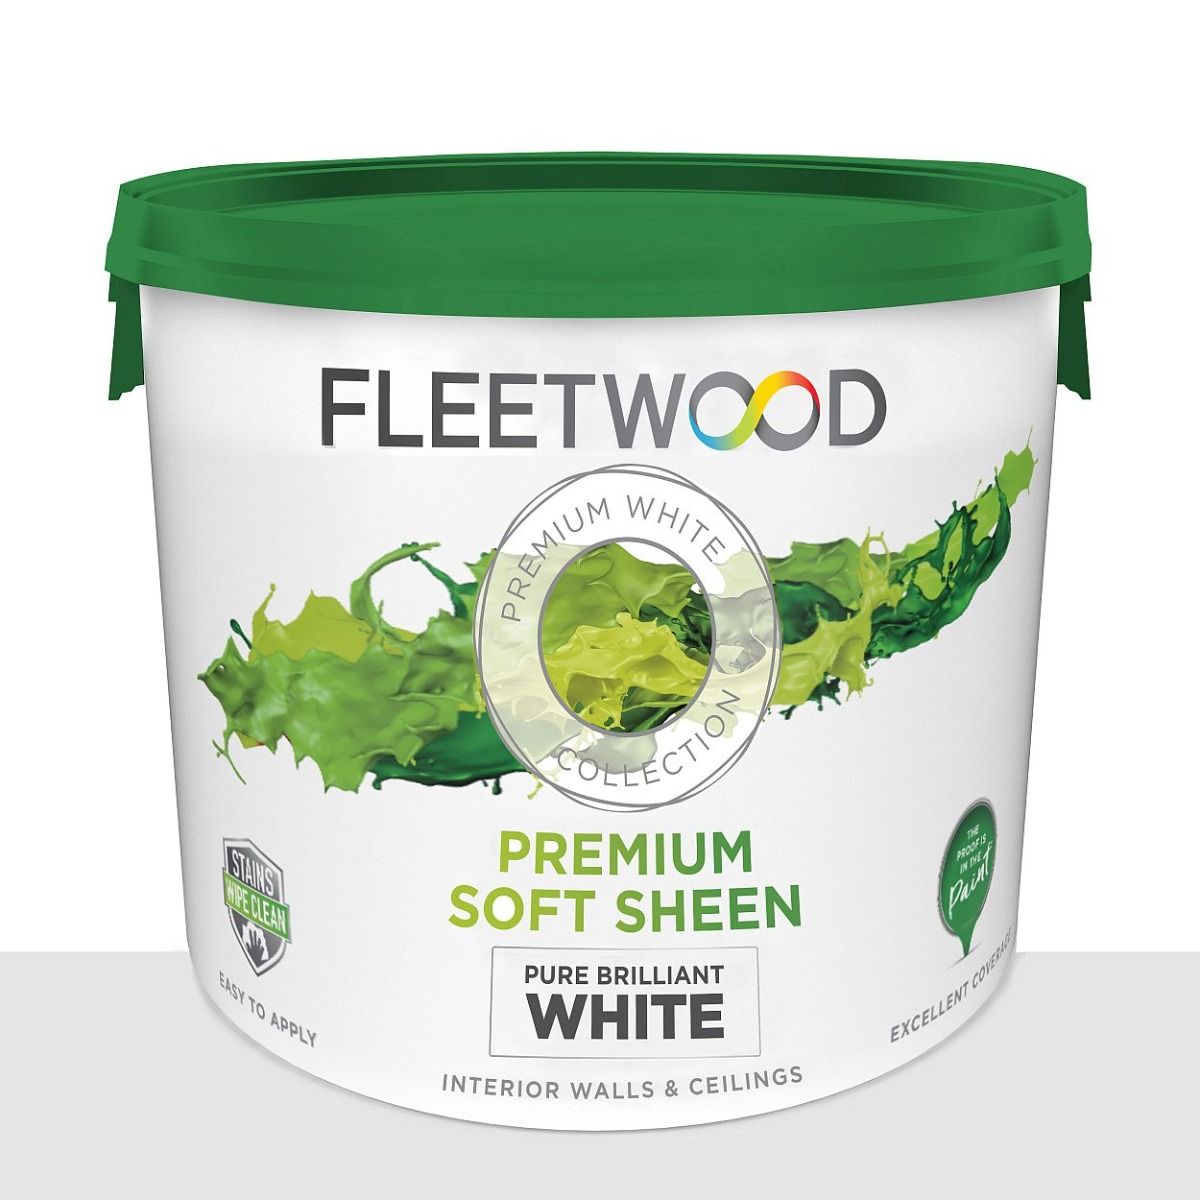 FLEETWOOD
PREMIUM WHITE
COLLECTION
PREMIUM
SOFT SHEEN
PURE BRILLIANT
WHITE
INTERIOR WALLS & CEILINGS
STAINS
WIPE CLEAN
EASY TO APPLY
THE
PROOF IS
IN THE
Paint
EXCELLENT COVERAGE